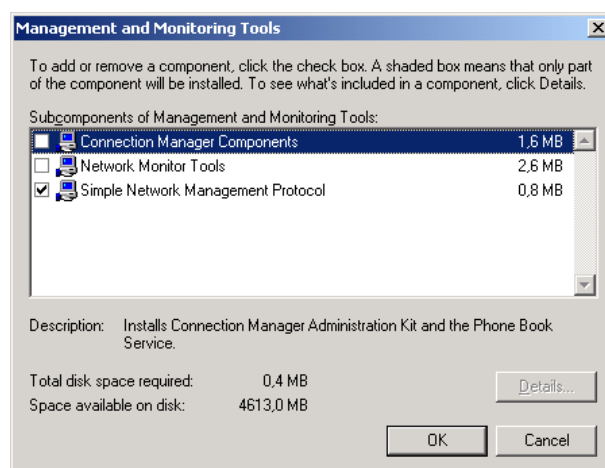 Management and Monitoring Tools
To add or remove a component, click the check box. A shaded box means that only part
of the component will be installed. To see what's included in a component, click Details.
Subcomponents of Management and Monitoring Tools:
Connection Manager Components 1,6 MB
Network Monitor Tools 2,6 MB
Simple Network Management Protocol 0,8 MB
Description: Installs Connection Manager Administration Kit and the Phone Book
Service.
Total disk space required: 0,4 MB
Space available on disk: 4613,0 MB
Details...
OK Cancel